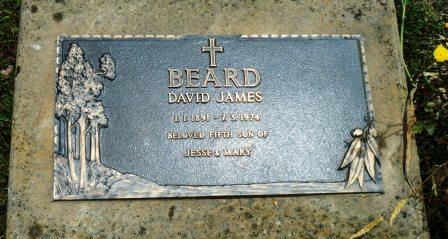 BEARD
DAVID JAMES
1.1.1891 - 7.5.1974
BELOVED FIFTH SON OF
JESSE & MARY